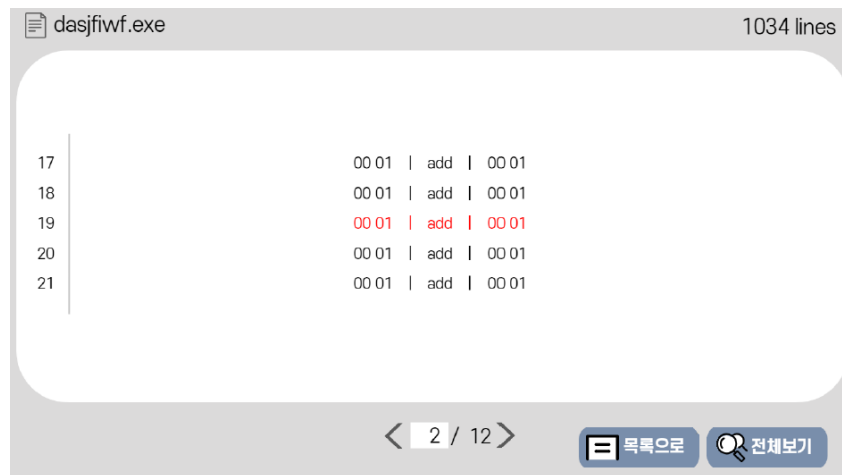 dasjfiwf.exe 1034 lines
17 00 01 | add | 00 01
18 00 01 | add | 00 01
19 00 01 | add | 00 01
20 00 01 | add | 00 01
21 00 01 | add | 00 01
2 / 12
목록으로 전체보기